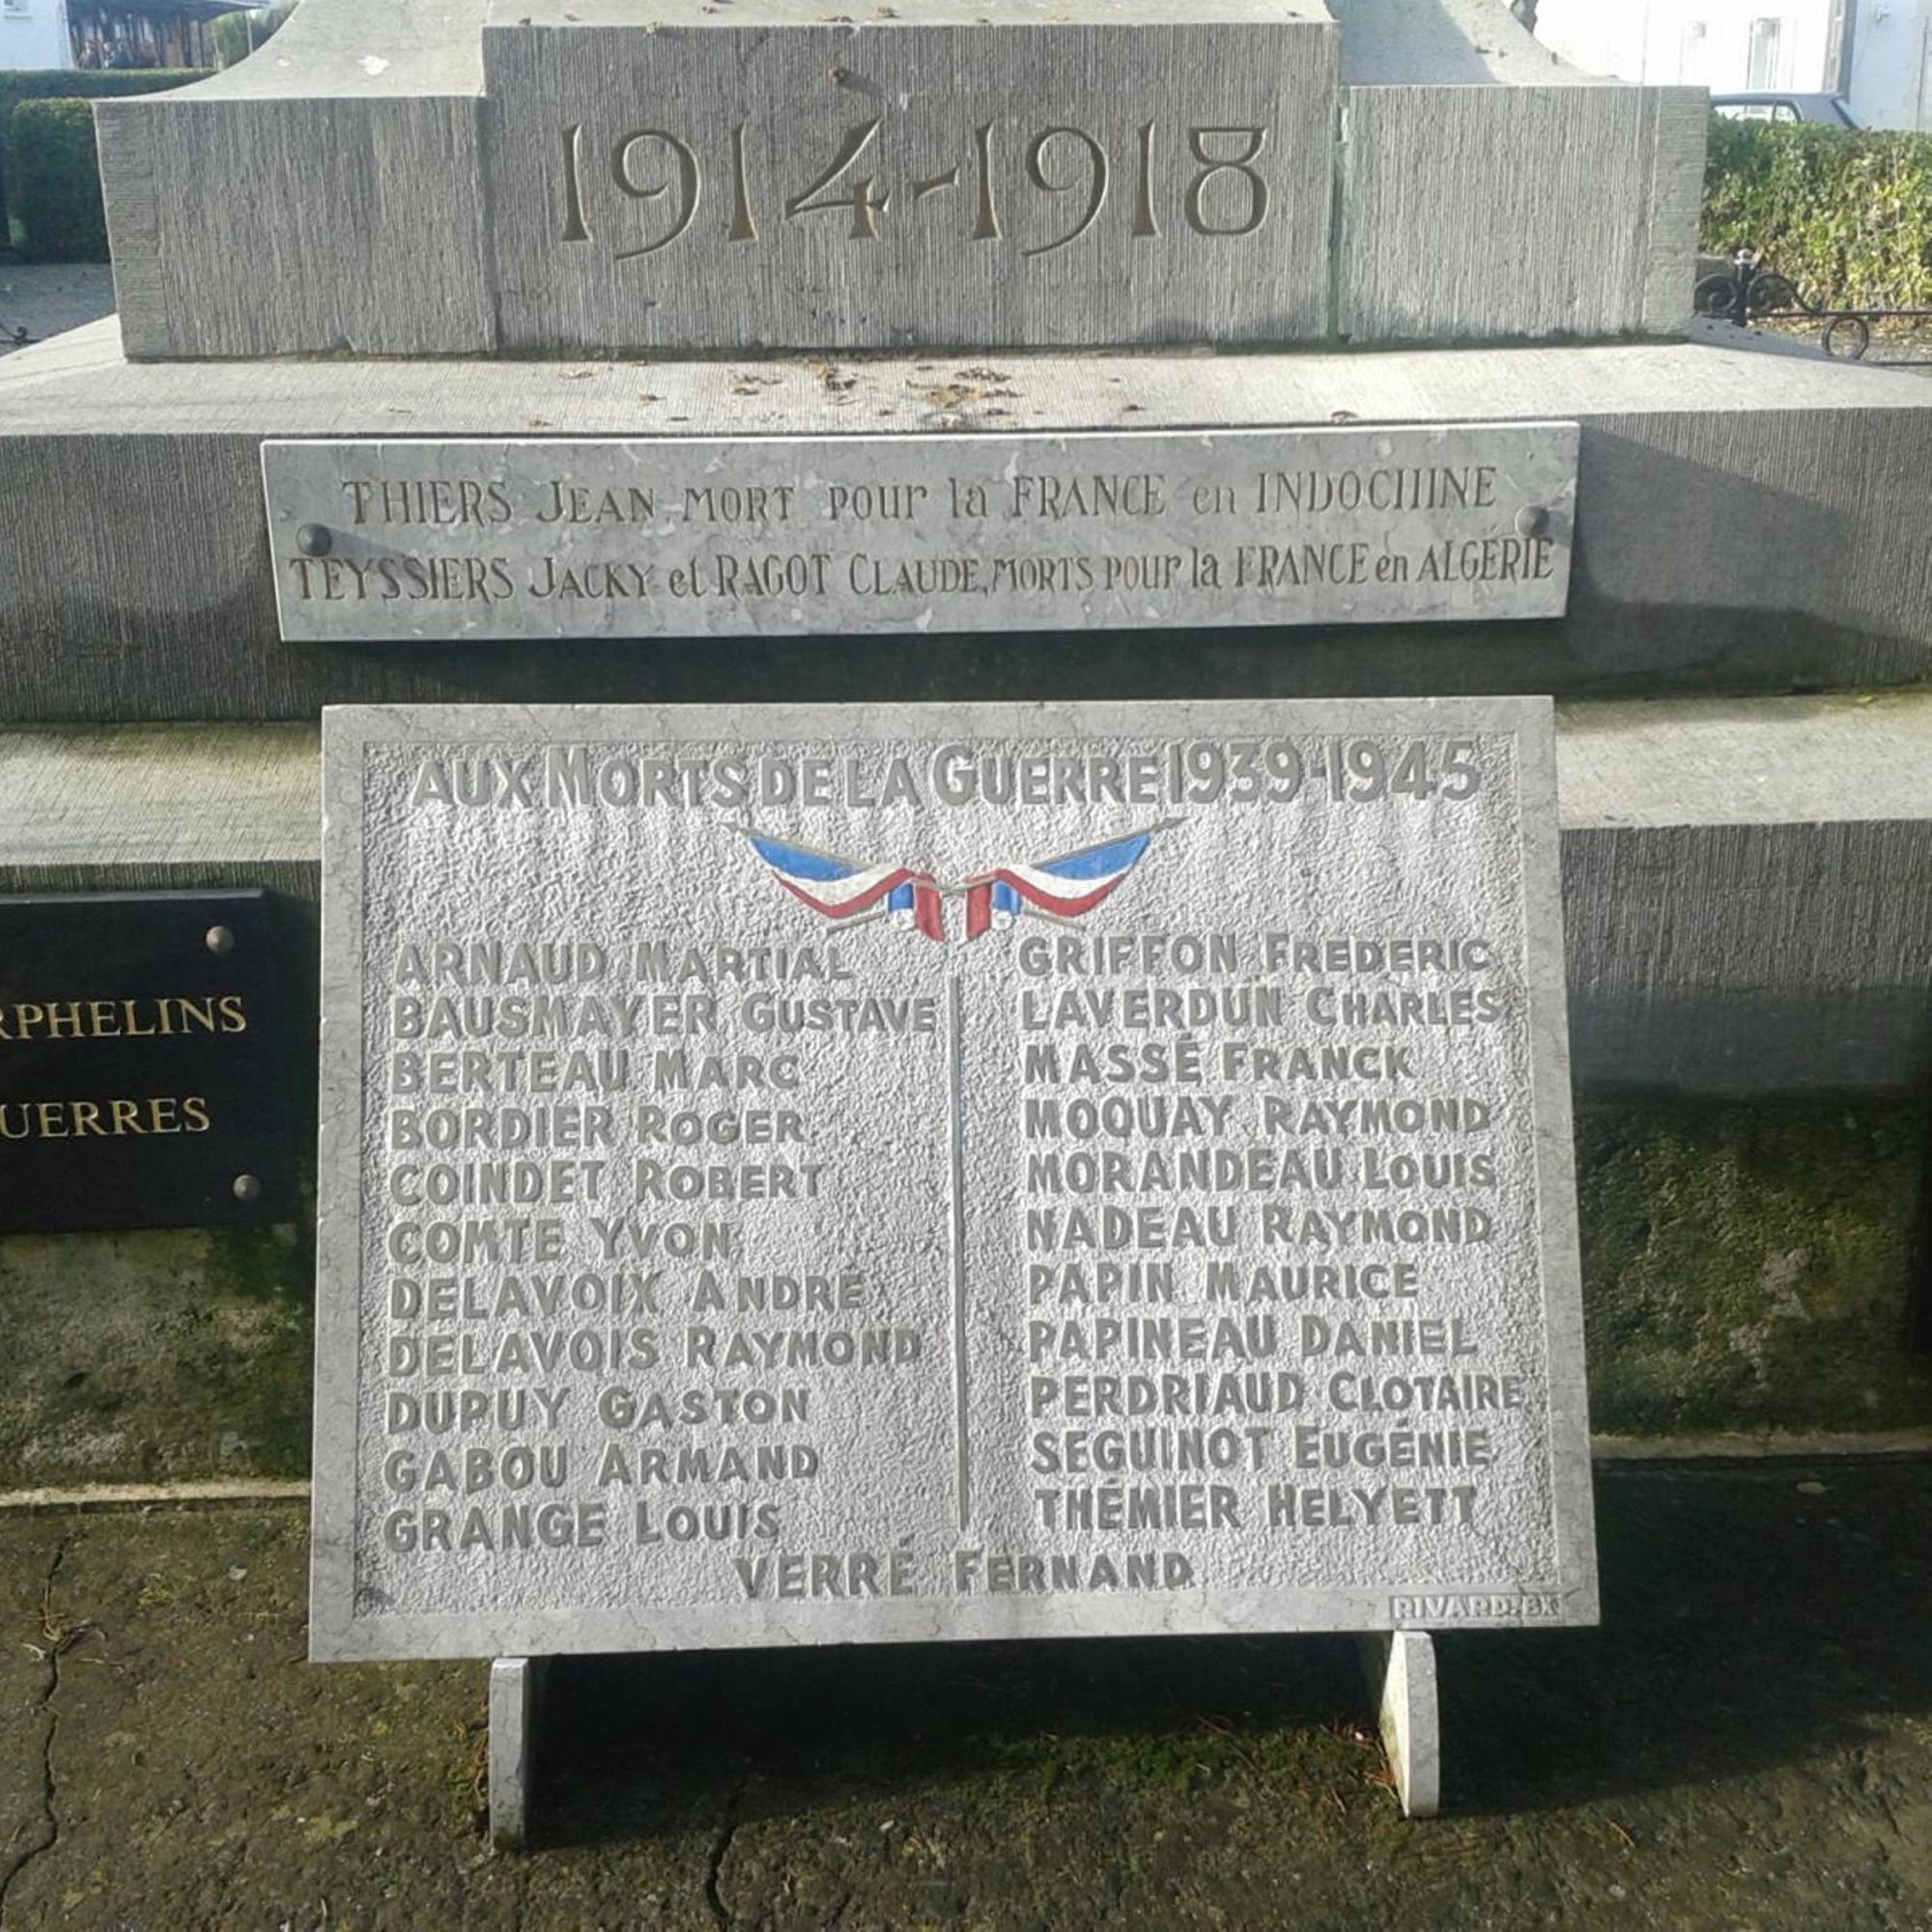 1914-1918
THIERS JEAN MORT pour la FRANCE en INDOCHINE
TEYSSIERS JACKY et RAGOT CLAUDE, MORTS pour la FRANCE en ALGÉRIE
AUX MORTS DE LA GUERRE 1939-1945
ARNAUD MARTIAL
BAUSMAYER GUSTAVE
BERTEAU MARC
BORDIER ROGER
COINDET ROBERT
COMTE YVON
DELAVOIX ANDRÉ
DELAVOIS RAYMOND
DUPUY GASTON
GABOU ARMAND
GRANGE LOUIS
GRIFFON FREDERIC
LAVERDUN CHARLES
MASSÉ FRANCK
MOQUAY RAYMOND
MORANDEAU LOUIS
NADEAU RAYMOND
PAPIN MAURICE
PAPINEAU DANIEL
PERDRIAUD CLOTAIRE
SEGUINOT EUGÉNIE
THÉMIER HELYETT
VERRÉ FERNAND
RIVARD. EX
RPHELINS
UERRES